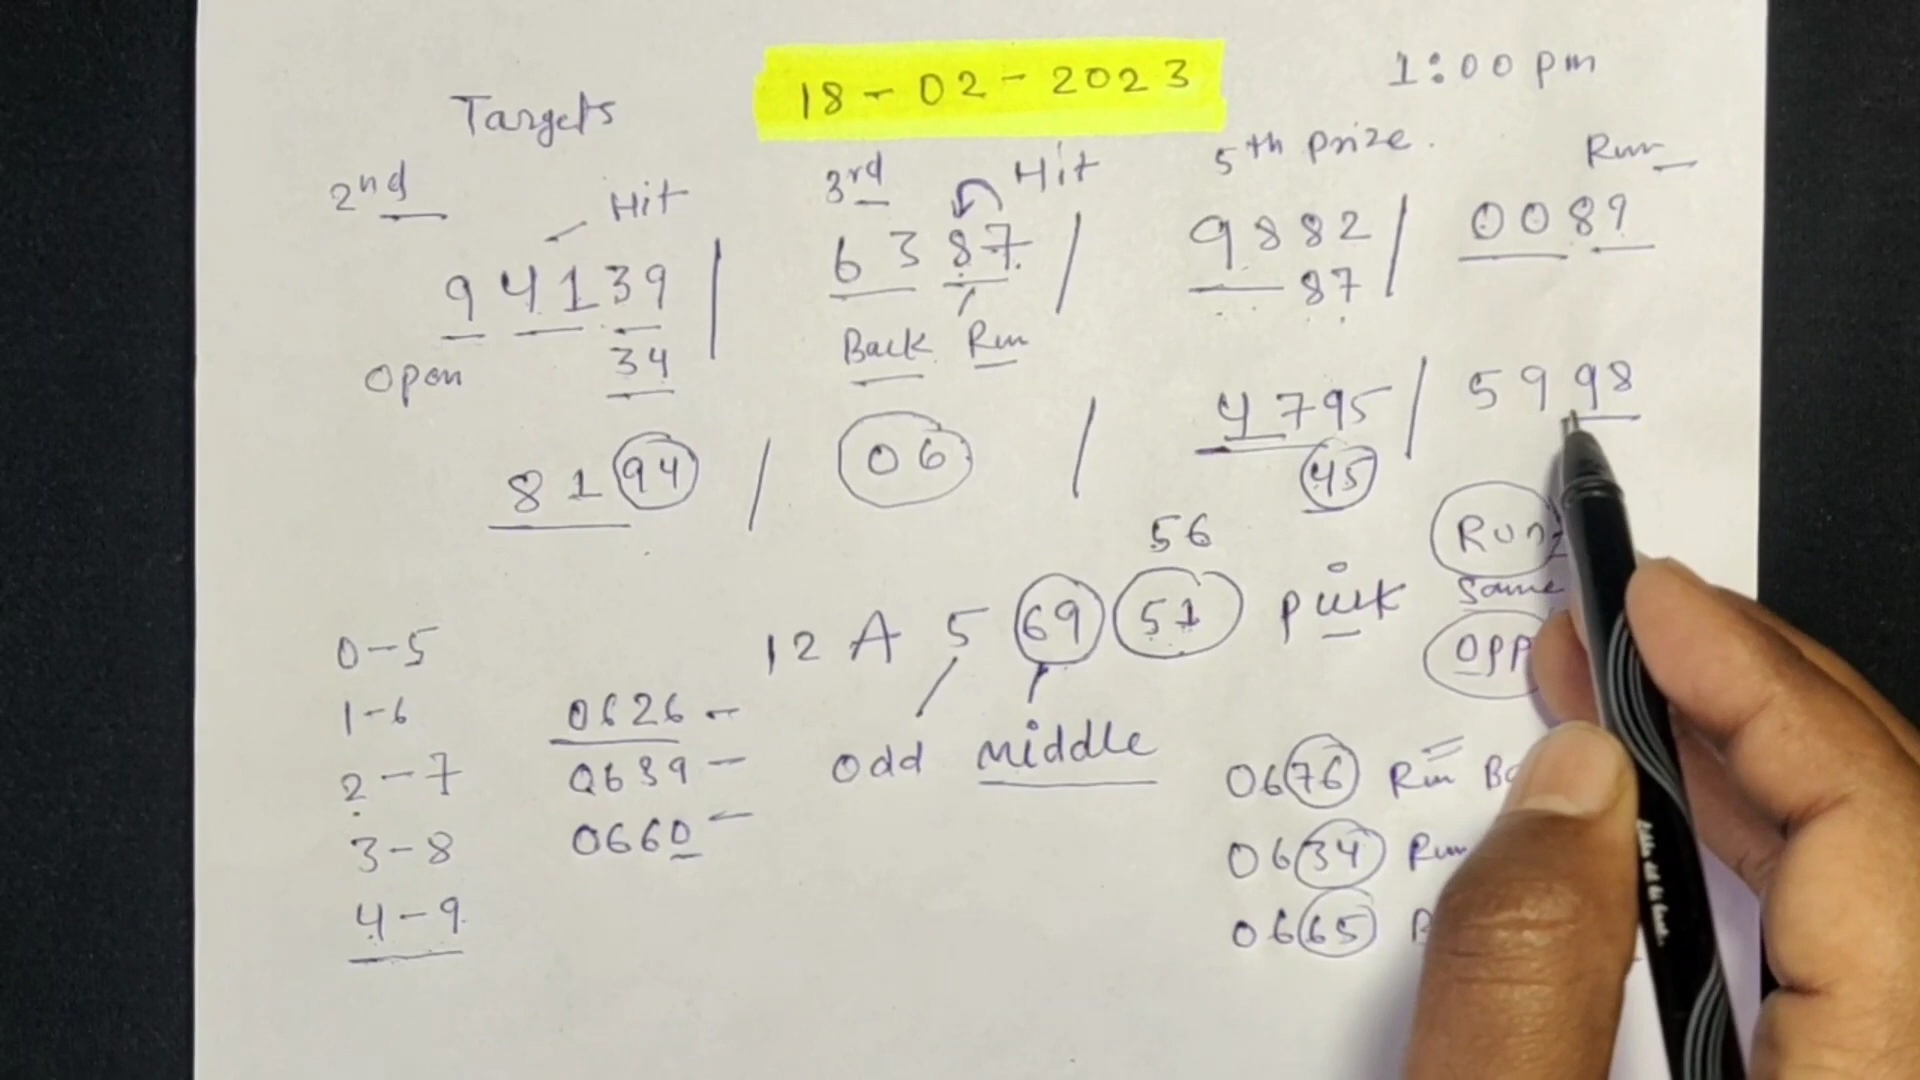 18-02-2023
1:00 pm
Targets
2nd Hit
3rd Hit
5th prize.
Run
94139 / 6387 / 9882 / 0089
34 87
Open Back Run
8194 / 06 / 4795 / 5998
45
56
Run
12 A 5 69 51
Same
OPP
odd middle
0-5
1-6
2-7
3-8
4-9
0626 -
0639 -
0660 -
0676 Run
0634 Run
0665